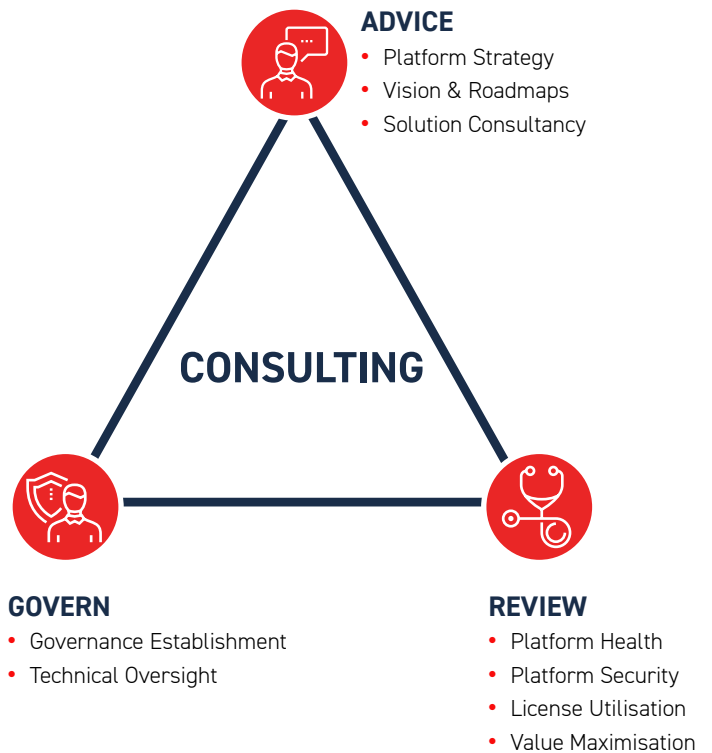 ADVICE
• Platform Strategy
• Vision & Roadmaps
• Solution Consultancy
CONSULTING
GOVERN
• Governance Establishment
• Technical Oversight
REVIEW
• Platform Health
• Platform Security
• License Utilisation
• Value Maximisation